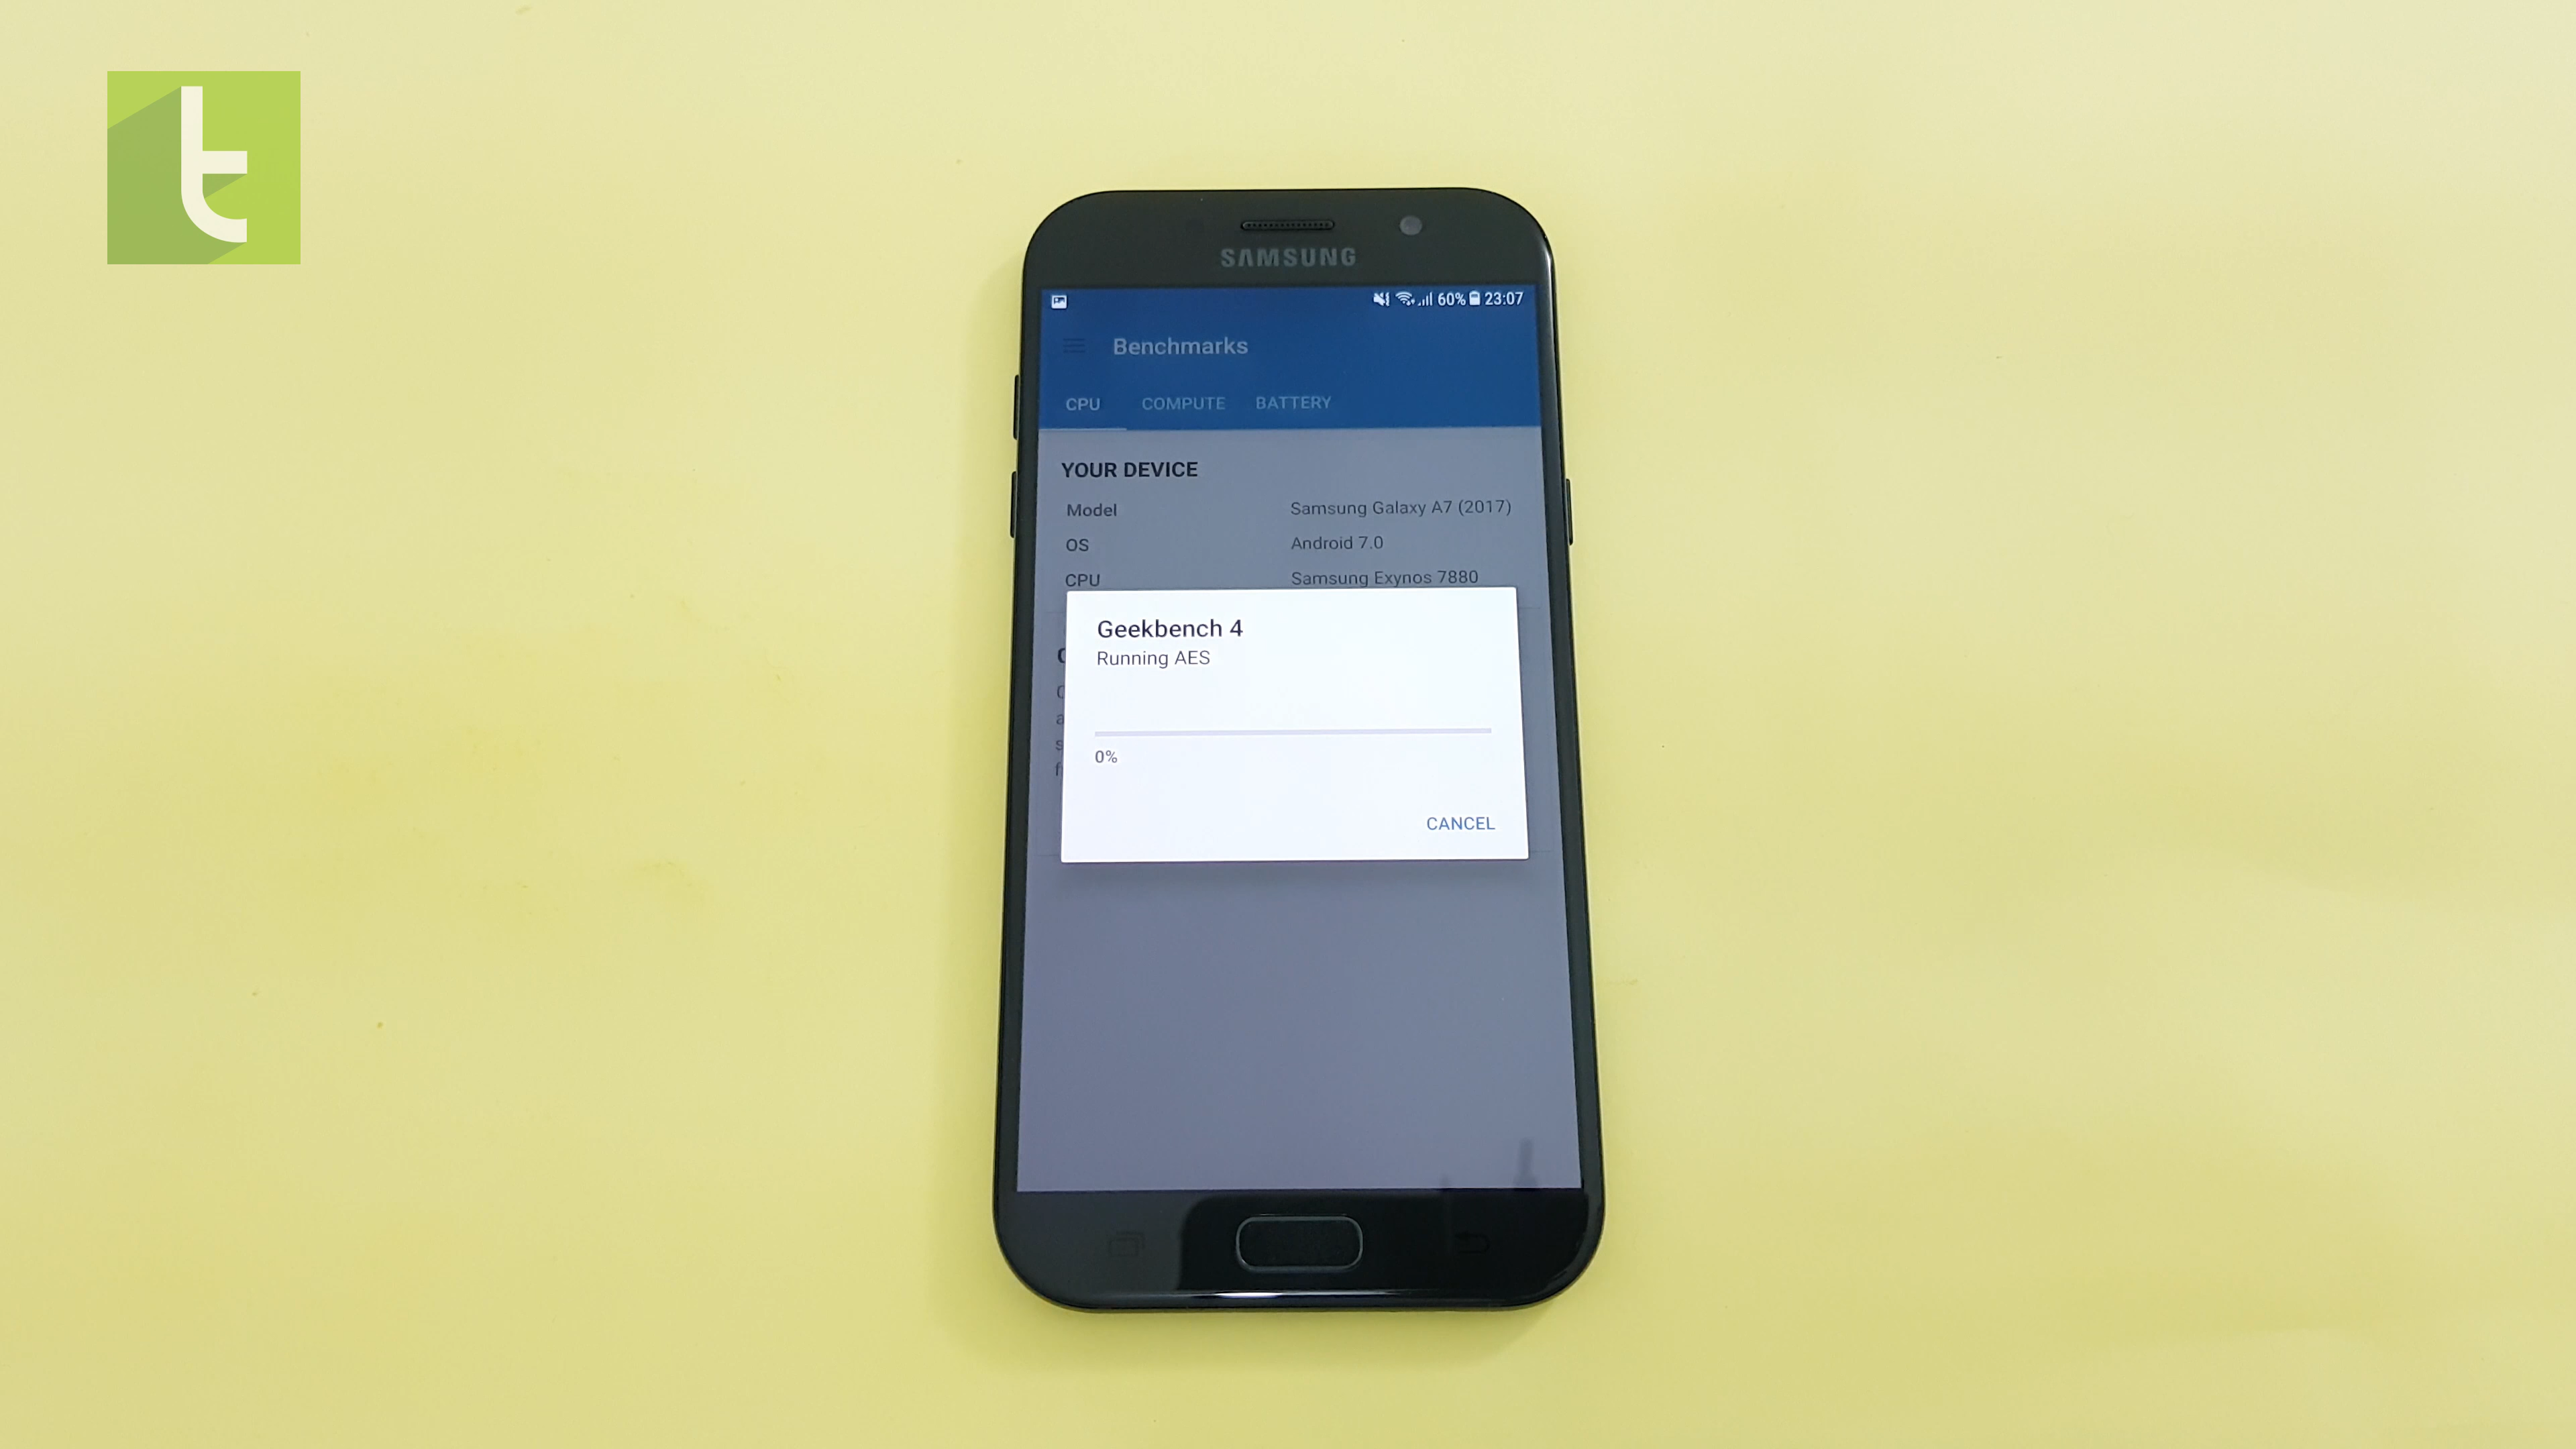 t
SAMSUNG
60% 23:07
Benchmarks
CPU COMPUTE BATTERY
YOUR DEVICE
Model Samsung Galaxy A7 (2017)
OS Android 7.0
CPU Samsung Exynos 7880
Geekbench 4
Running AES
0%
CANCEL